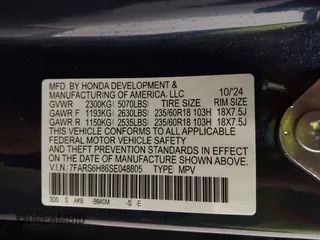 MFD. BY HONDA DEVELOPMENT &
MANUFACTURING OF AMERICA, LLC 10/'24
GVWR 2300KG (5070LBS) TIRE SIZE RIM SIZE
GAWR F 1193KG (2630LBS) 235/60R18 103H 18X7.5J
GAWR R 1150KG (2535LBS) 235/60R18 103H 18X7.5J
THIS VEHICLE CONFORMS TO ALL APPLICABLE
FEDERAL MOTOR VEHICLE SAFETY AND
THEFT PREVENTION STANDARDS IN EFFECT
ON THE DATE OF MANUFACTURE SHOWN ABOVE.
V.I.N.: 7FARS6H86SE048805 TYPE: MPV
3D0 S AK6 -B640M -S -E